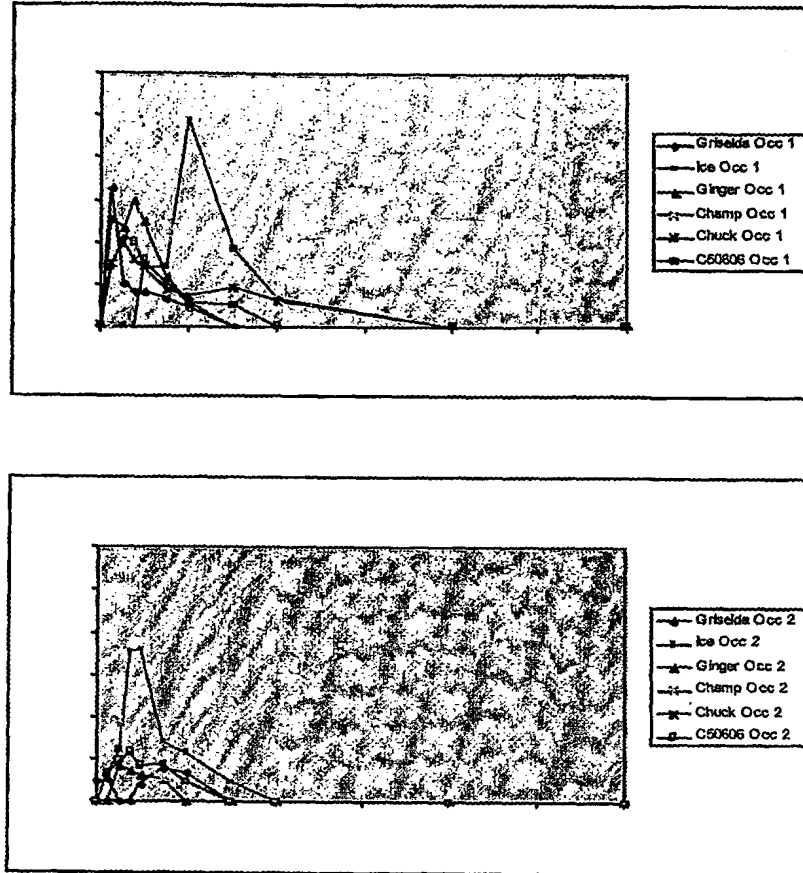 Griselda Occ 1
Ice Occ 1
Ginger Occ 1
Champ Occ 1
Chuck Occ 1
C50606 Occ 1
Griselda Occ 2
Ice Occ 2
Ginger Occ 2
Champ Occ 2
Chuck Occ 2
C50606 Occ 2